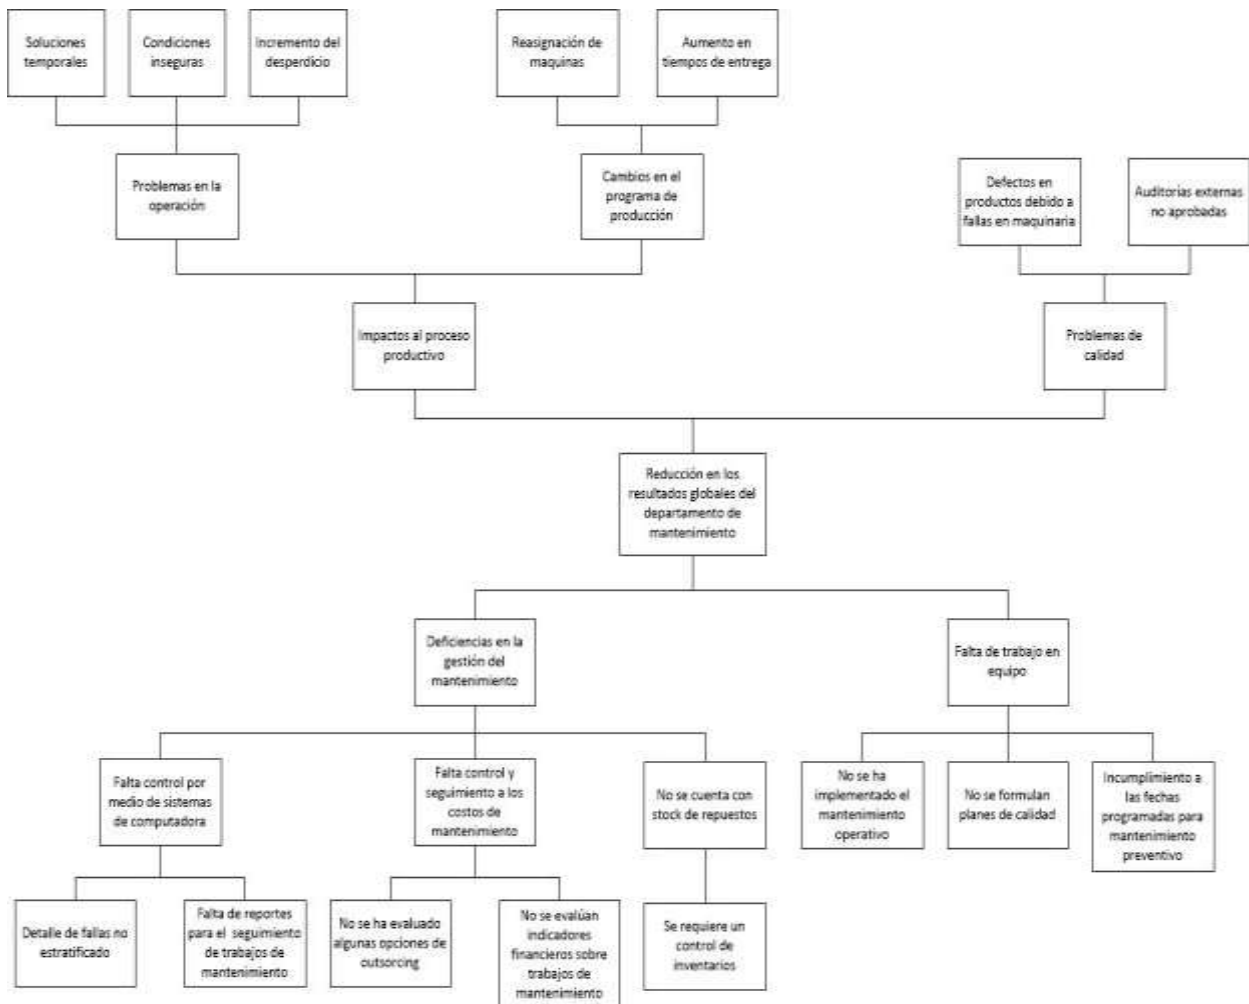 Soluciones
temporales
Condiciones
inseguras
Incremento del
desperdicio
Reasignación de
maquinas
Aumento en
tiempos de entrega
Problemas en la
operación
Cambios en el
programa de
producción
Defectos en
productos debido a
fallas en maquinaria
Auditorías externas
no aprobadas
Impactos al proceso
productivo
Problemas de
calidad
Reducción en los
resultados globales del
departamento de
mantenimiento
Deficiencias en la
gestión del
mantenimiento
Falta de trabajo en
equipo
Falta control por
medio de sistemas
de computadora
Falta control y
seguimiento a los
costos de
mantenimiento
No se cuenta con
stock de repuestos
No se ha
implementado el
mantenimiento
operativo
No se formulan
planes de calidad
Incumplimiento a
las fechas
programadas para
mantenimiento
preventivo
Detalle de fallas no
estratificado
Falta de reportes
para el seguimiento
de trabajos de
mantenimiento
No se ha evaluado
algunas opciones de
outsorcing
No se evalúan
indicadores
financieros sobre
trabajos de
mantenimiento
Se requiere un
control de
inventarios